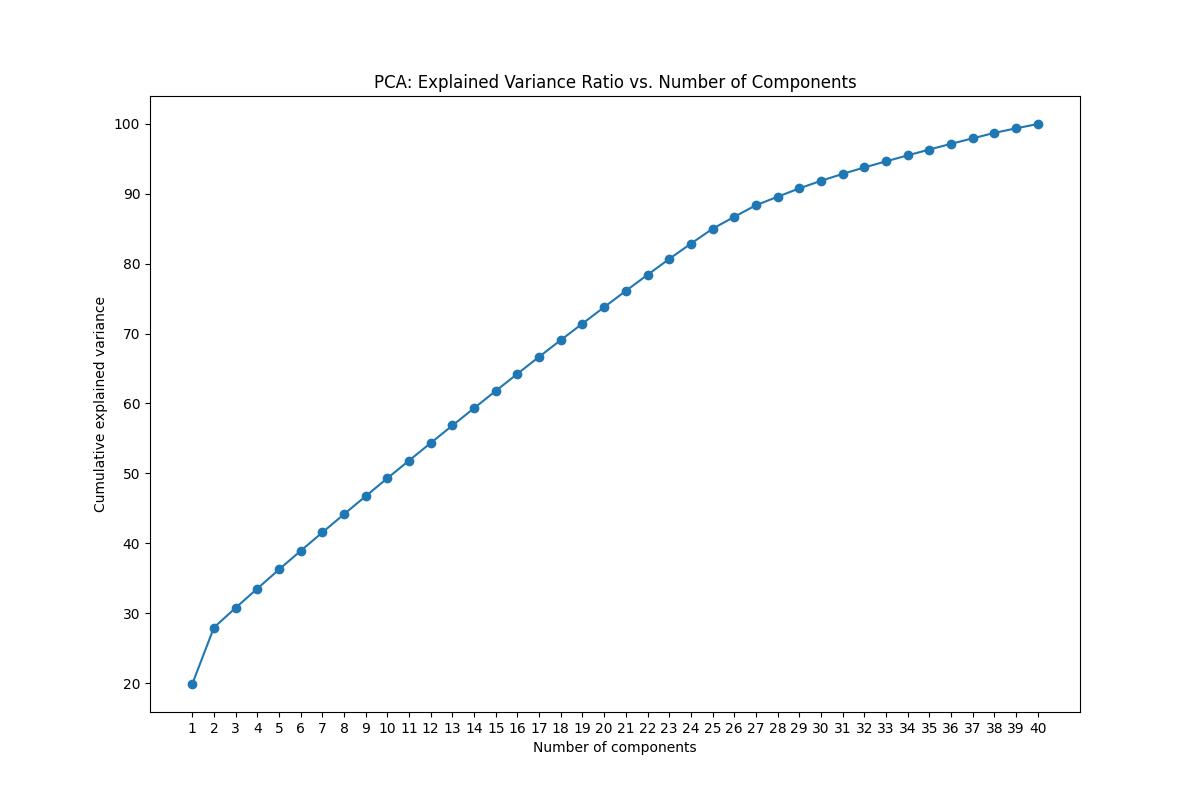 PCA: Explained Variance Ratio vs. Number of Components
100
90
80
70
60
50
40
30
20
Cumulative explained variance
1 2 3 4 5 6 7 8 9 10 11 12 13 14 15 16 17 18 19 20 21 22 23 24 25 26 27 28 29 30 31 32 33 34 35 36 37 38 39 40
Number of components